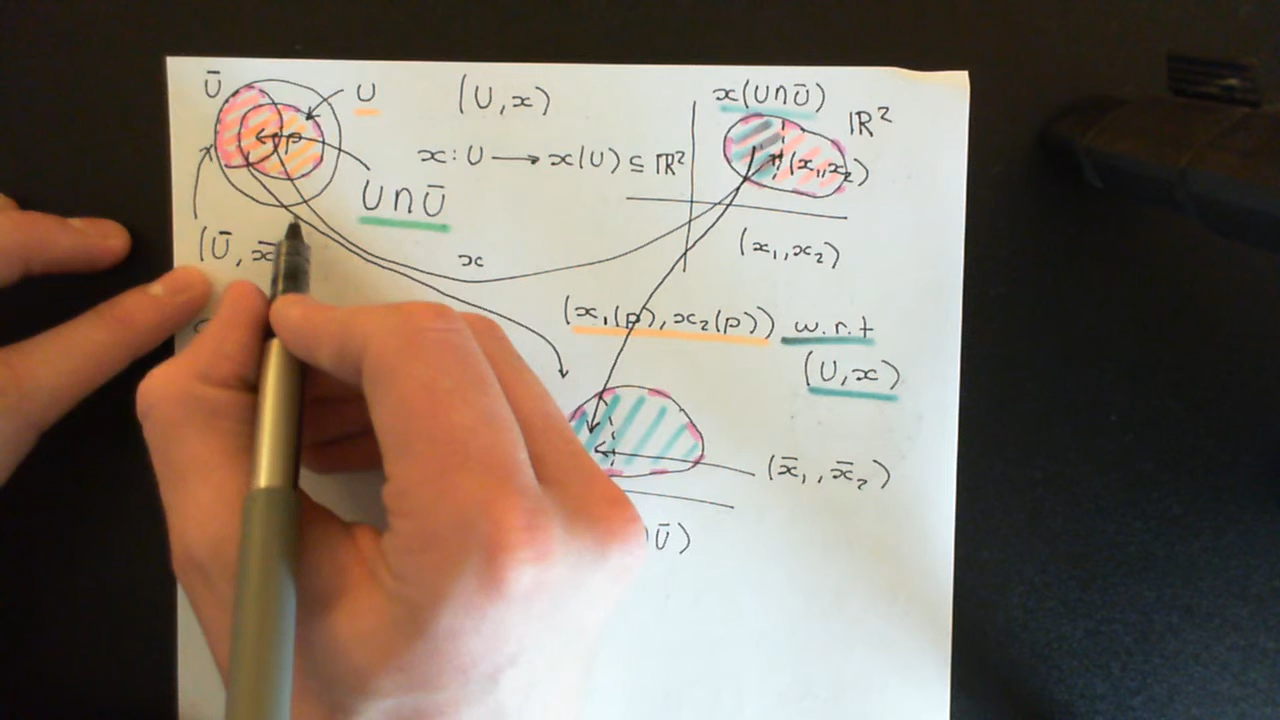 Ū
U
(U, x)
x(U∩Ū)
ℝ²
x : U ⟶ x(U) ⊆ ℝ²
p
(x₁,x₂)
U∩Ū
(Ū, x̄
x
(x₁,x₂)
(x₁(p), x₂(p)) w.r.t
(U, x)
(x̄₁, x̄₂)
Ū)